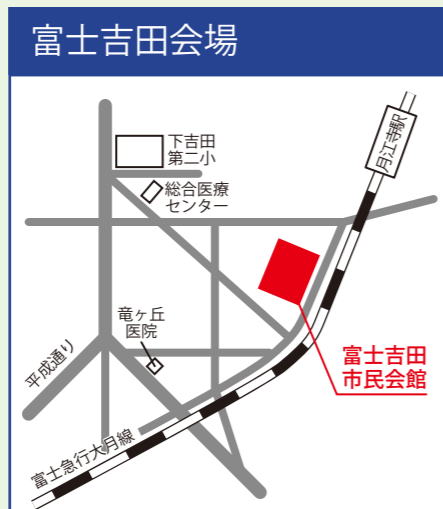 富士吉田会場
月江寺駅
下吉田
第二小
総合医療
センター
竜ヶ丘
医院
平成通り
富士吉田
市民会館
富士急行大月線